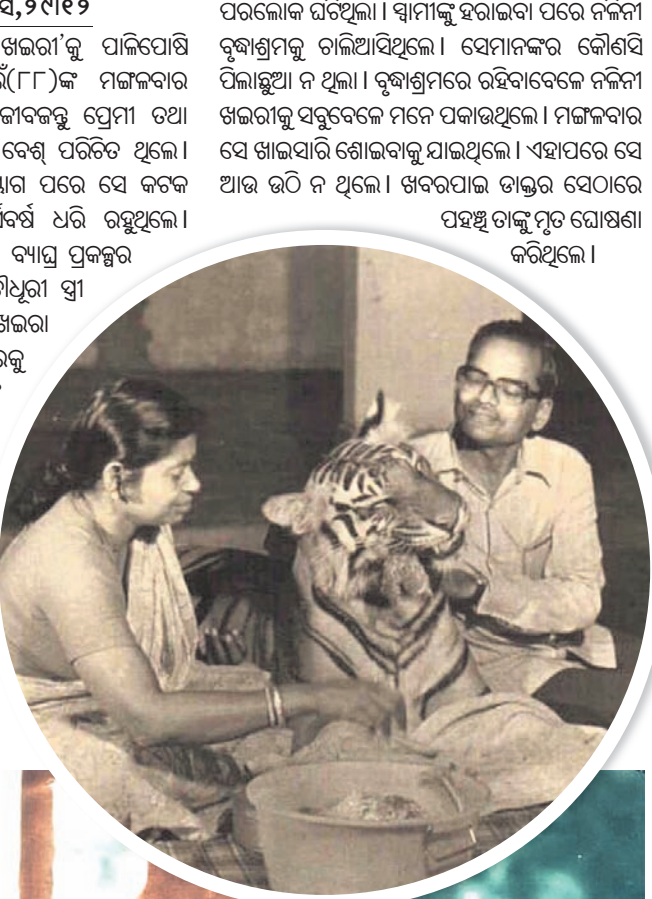 ଖଇରୀ’କୁ ପାଳିପୋଷି
(୮୮)ଙ୍କ ମଙ୍ଗଳବାର
ଜୀବଜନ୍ତୁ ପ୍ରେମୀ ତଥା
ବେଶ୍ ପରିଚିତ ଥିଲେ ।
ପରେ ସେ କଟକ
ଧରି ରହୁଥିଲେ ।
ବ୍ୟାଘ୍ର ପ୍ରକଳ୍ପର
ସ୍ତ୍ରୀ
ପରଲୋକ ଘଟିଥିଲା । ସ୍ବାମୀଙ୍କୁ ହରାଇବା ପରେ ନଳିନୀ
ବୃଦ୍ଧାଶ୍ରମକୁ ଚାଲିଆସିଥିଲେ । ସେମାନଙ୍କର କୌଣସି
ପିଲାଛୁଆ ନ ଥିଲା । ବୃଦ୍ଧାଶ୍ରମରେ ରହିବାବେଳେ ନଳିନୀ
ଖଇରୀକୁ ସବୁବେଳେ ମନେ ପକାଉଥିଲେ । ମଙ୍ଗଳବାର
ସେ ଖାଇସାରି ଶୋଇବାକୁ ଯାଇଥିଲେ । ଏହାପରେ ସେ
ଆଉ ଉଠି ନ ଥିଲେ । ଖବରପାଇ ଡାକ୍ତର ସେଠାରେ
ପହଞ୍ଚି ତାଙ୍କୁ ମୃତ ଘୋଷଣା
କରିଥିଲେ ।